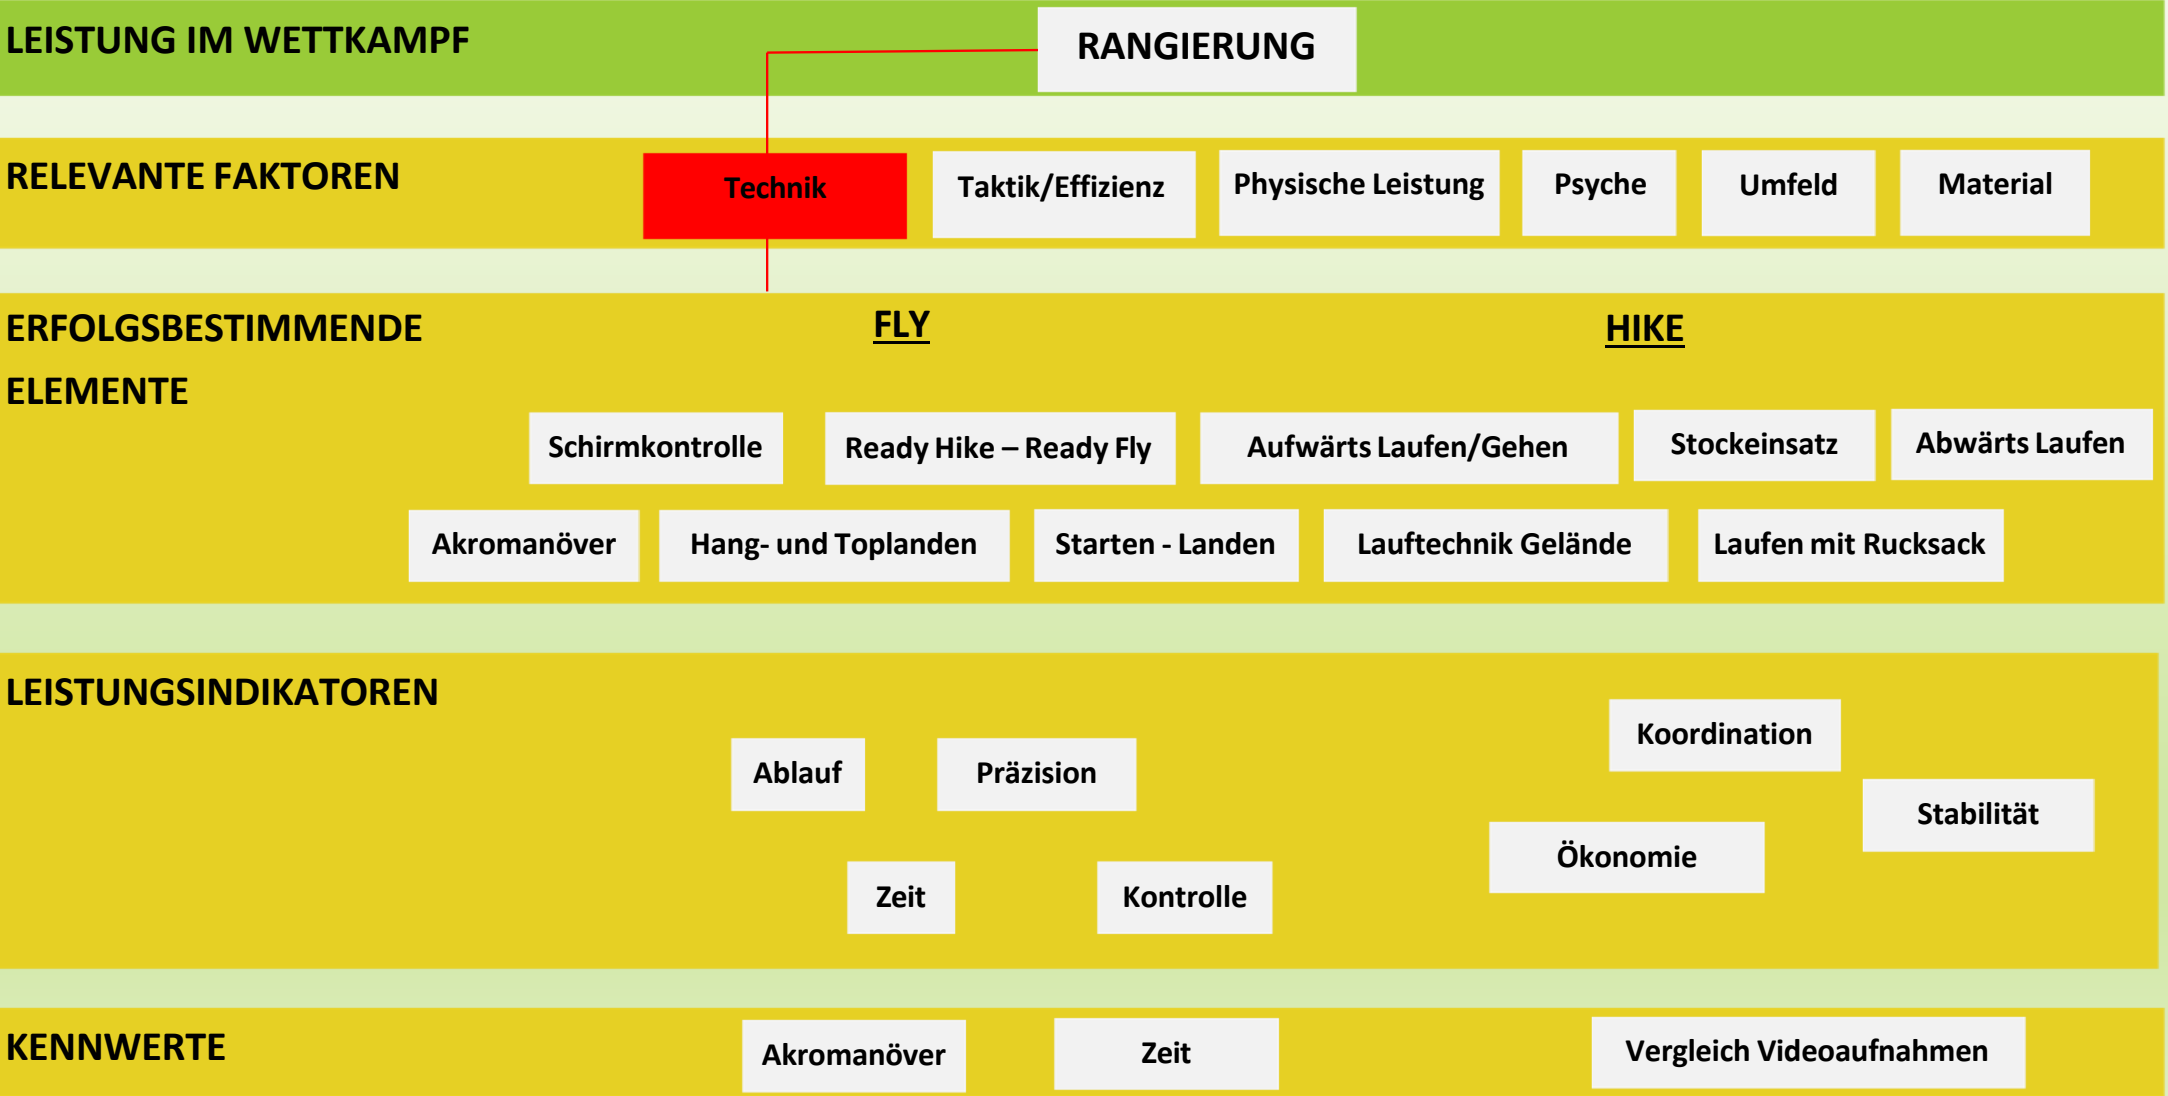 LEISTUNG IM WETTKAMPF
RANGIERUNG
RELEVANTE FAKTOREN
Technik
Taktik/Effizienz
Physische Leistung
Psyche
Umfeld
Material
ERFOLGSBESTIMMENDE
ELEMENTE
FLY
HIKE
Schirmkontrolle
Ready Hike – Ready Fly
Aufwärts Laufen/Gehen
Stockeinsatz
Abwärts Laufen
Akromanöver
Hang- und Toplanden
Starten - Landen
Lauftechnik Gelände
Laufen mit Rucksack
LEISTUNGSINDIKATOREN
Ablauf
Präzision
Zeit
Kontrolle
Koordination
Stabilität
Ökonomie
KENNWERTE
Akromanöver
Zeit
Vergleich Videoaufnahmen